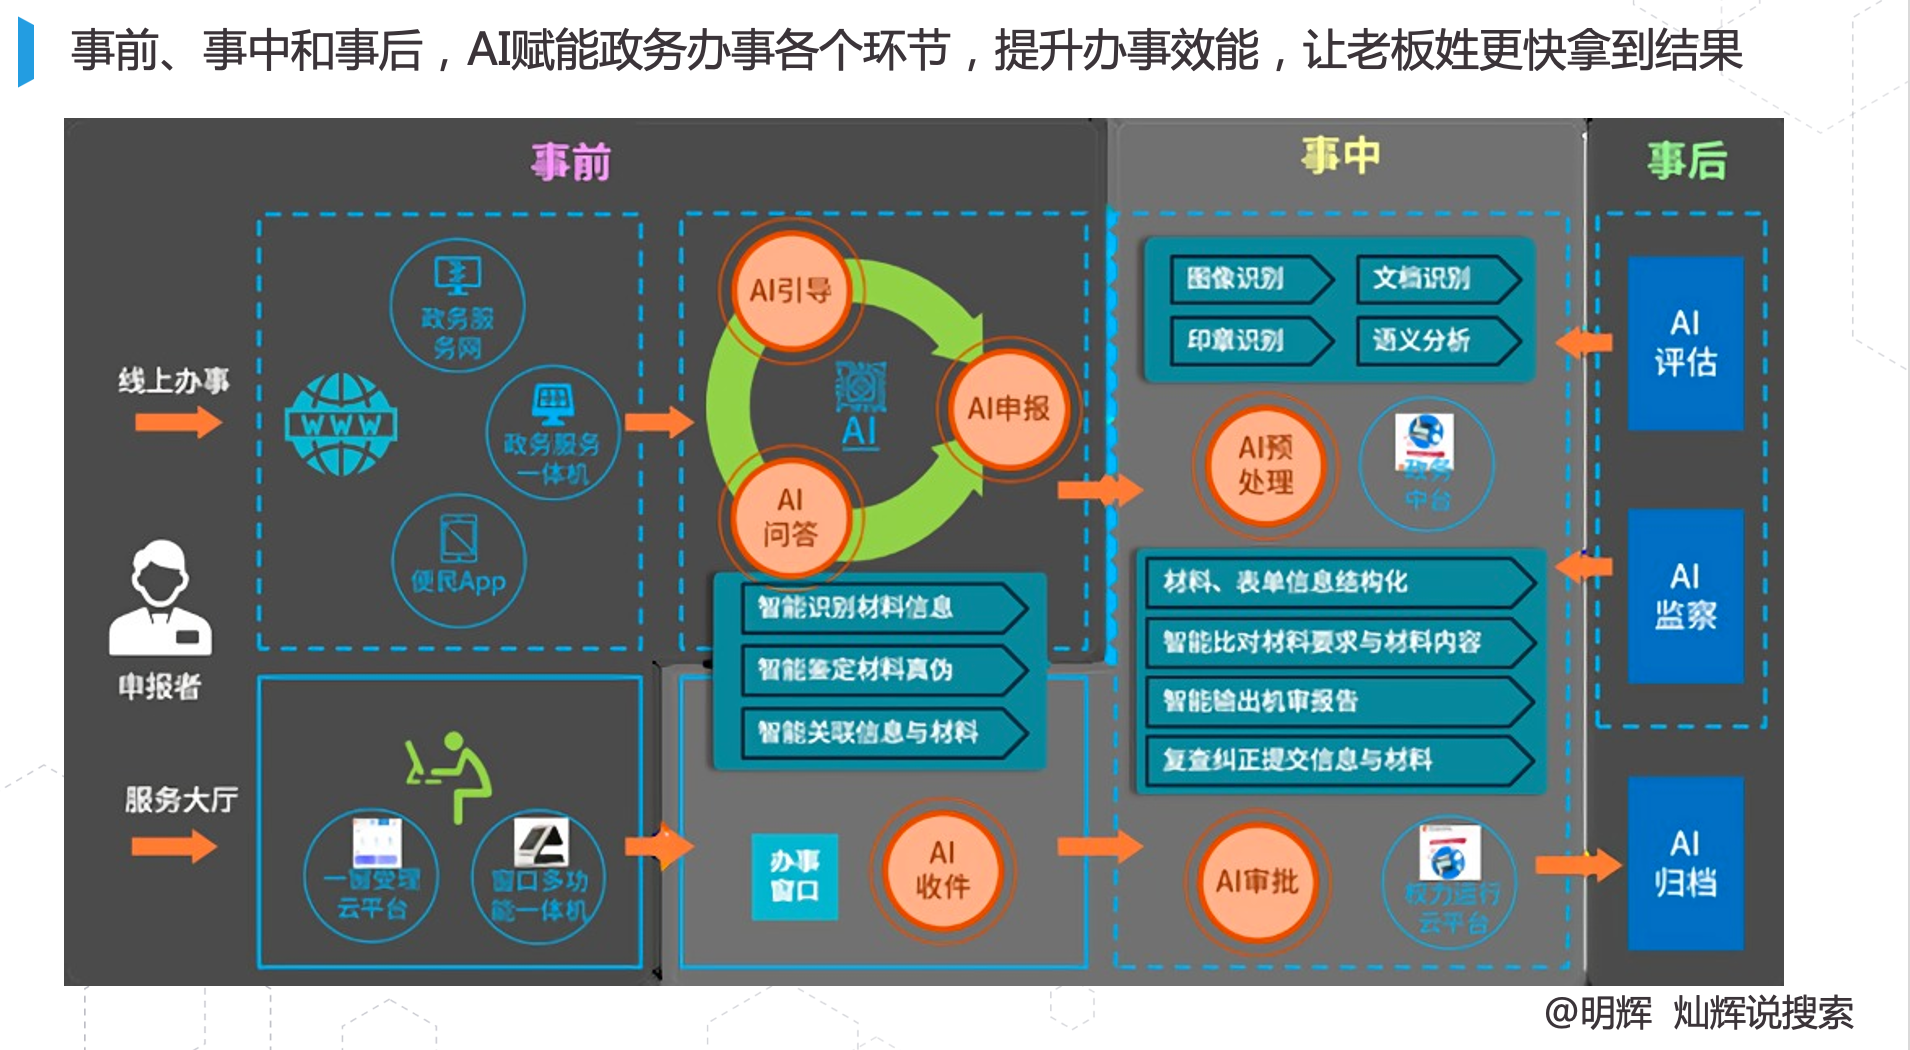 事前、事中和事后，AI赋能政务办事各个环节，提升办事效能，让老板姓更快拿到结果
事前
事中
事后
线上办事
申报者
服务大厅
政务服
务网
WWW
政务服务
一体机
便民App
一窗受理
云平台
窗口多功
能一体机
AI引导
AI申报
AI
问答
AI
智能识别材料信息
智能鉴定材料真伪
智能关联信息与材料
办事
窗口
AI
收件
图像识别
文档识别
印章识别
语义分析
AI预
处理
政务
中台
材料、表单信息结构化
智能比对材料要求与材料内容
智能输出机审报告
复查纠正提交信息与材料
AI审批
权力运行
云平台
AI
评估
AI
监察
AI
归档
@明辉 灿辉说搜索